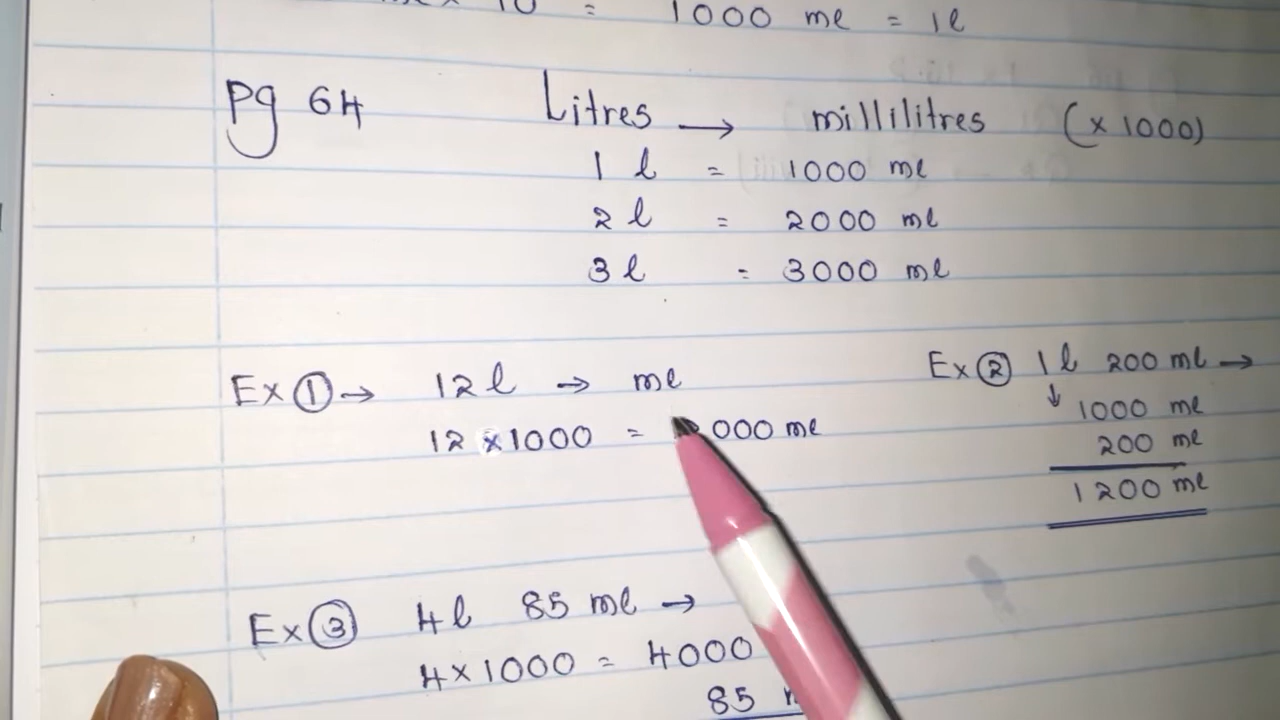 10 = 1000 ml = 1l
Pg 64 Litres → millilitres (x 1000)
1 l = 1000 ml
2 l = 2000 ml
3 l = 3000 ml
Ex ① → 12 l → ml
12 x 1000 = 000 ml
Ex ② 1 l 200 ml →
↓ 1000 ml
200 ml
1200 ml
Ex ③ 4 l 85 ml →
4 x 1000 = 4000
85